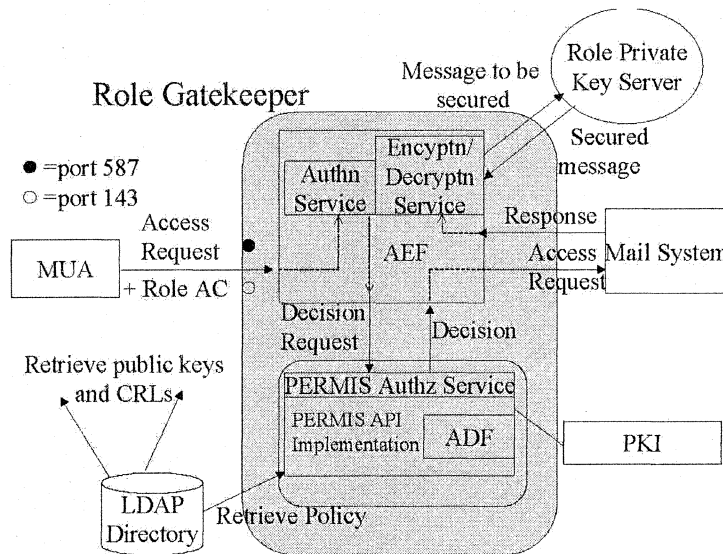 Role Gatekeeper
Message to be
secured
Role Private
Key Server
Secured
message
=port 587
=port 143
Authn
Service
Encyptn/
Decryptn
Service
Access
Request
MUA
+ Role AC
AEF
Response
Access
Request
Mail System
Decision
Request
Decision
Retrieve public keys
and CRLs
PERMIS Authz Service
PERMIS API
Implementation
ADF
PKI
LDAP
Directory
Retrieve Policy